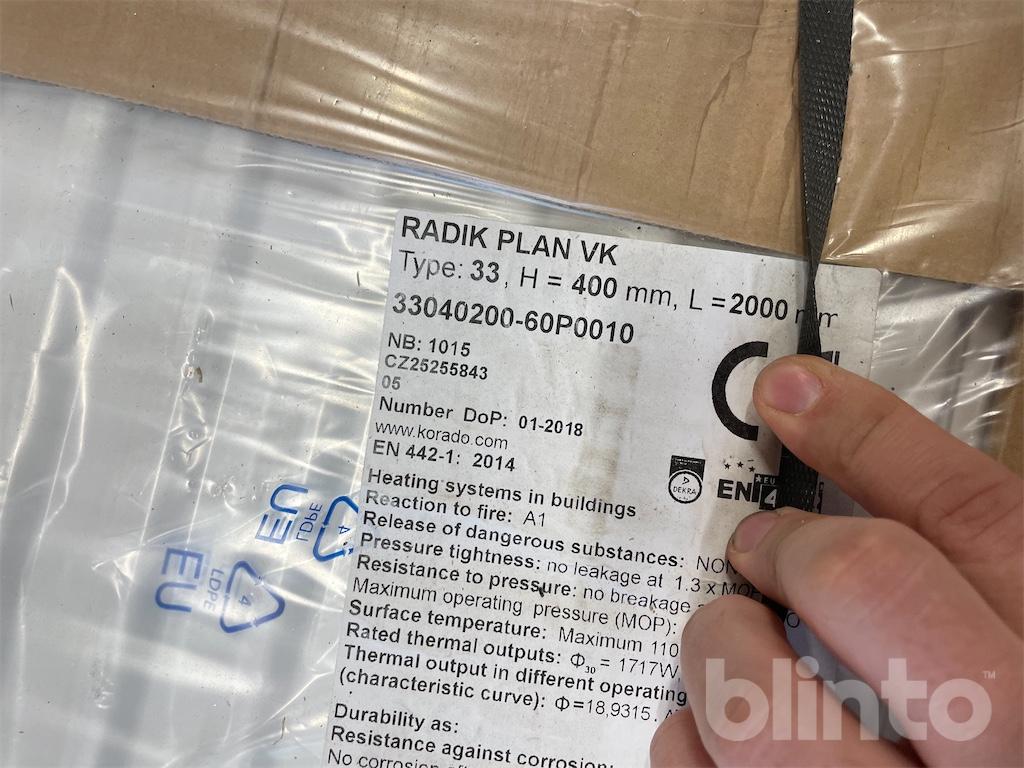 RADIK PLAN VK
Type: 33, H = 400 mm, L = 2000 mm
33040200-60P0010
NB: 1015
CZ25255843
05
Number DoP: 01-2018
www.korado.com
EN 442-1: 2014
DEKRA
EN
Heating systems in buildings
Reaction to fire: A1
Release of dangerous substances:
Pressure tightness: no leakage at 1.3 x
Resistance to pressure: no breakage
Maximum operating pressure (MOP):
Surface temperature: Maximum 110
Rated thermal outputs: Φ30 = 1717W
Thermal output in different operating
(characteristic curve): Φ=18,9315.
Durability as:
Resistance against corrosion:
No corrosion
EU
LDPE
4
EU
LDPE
4
blinto™